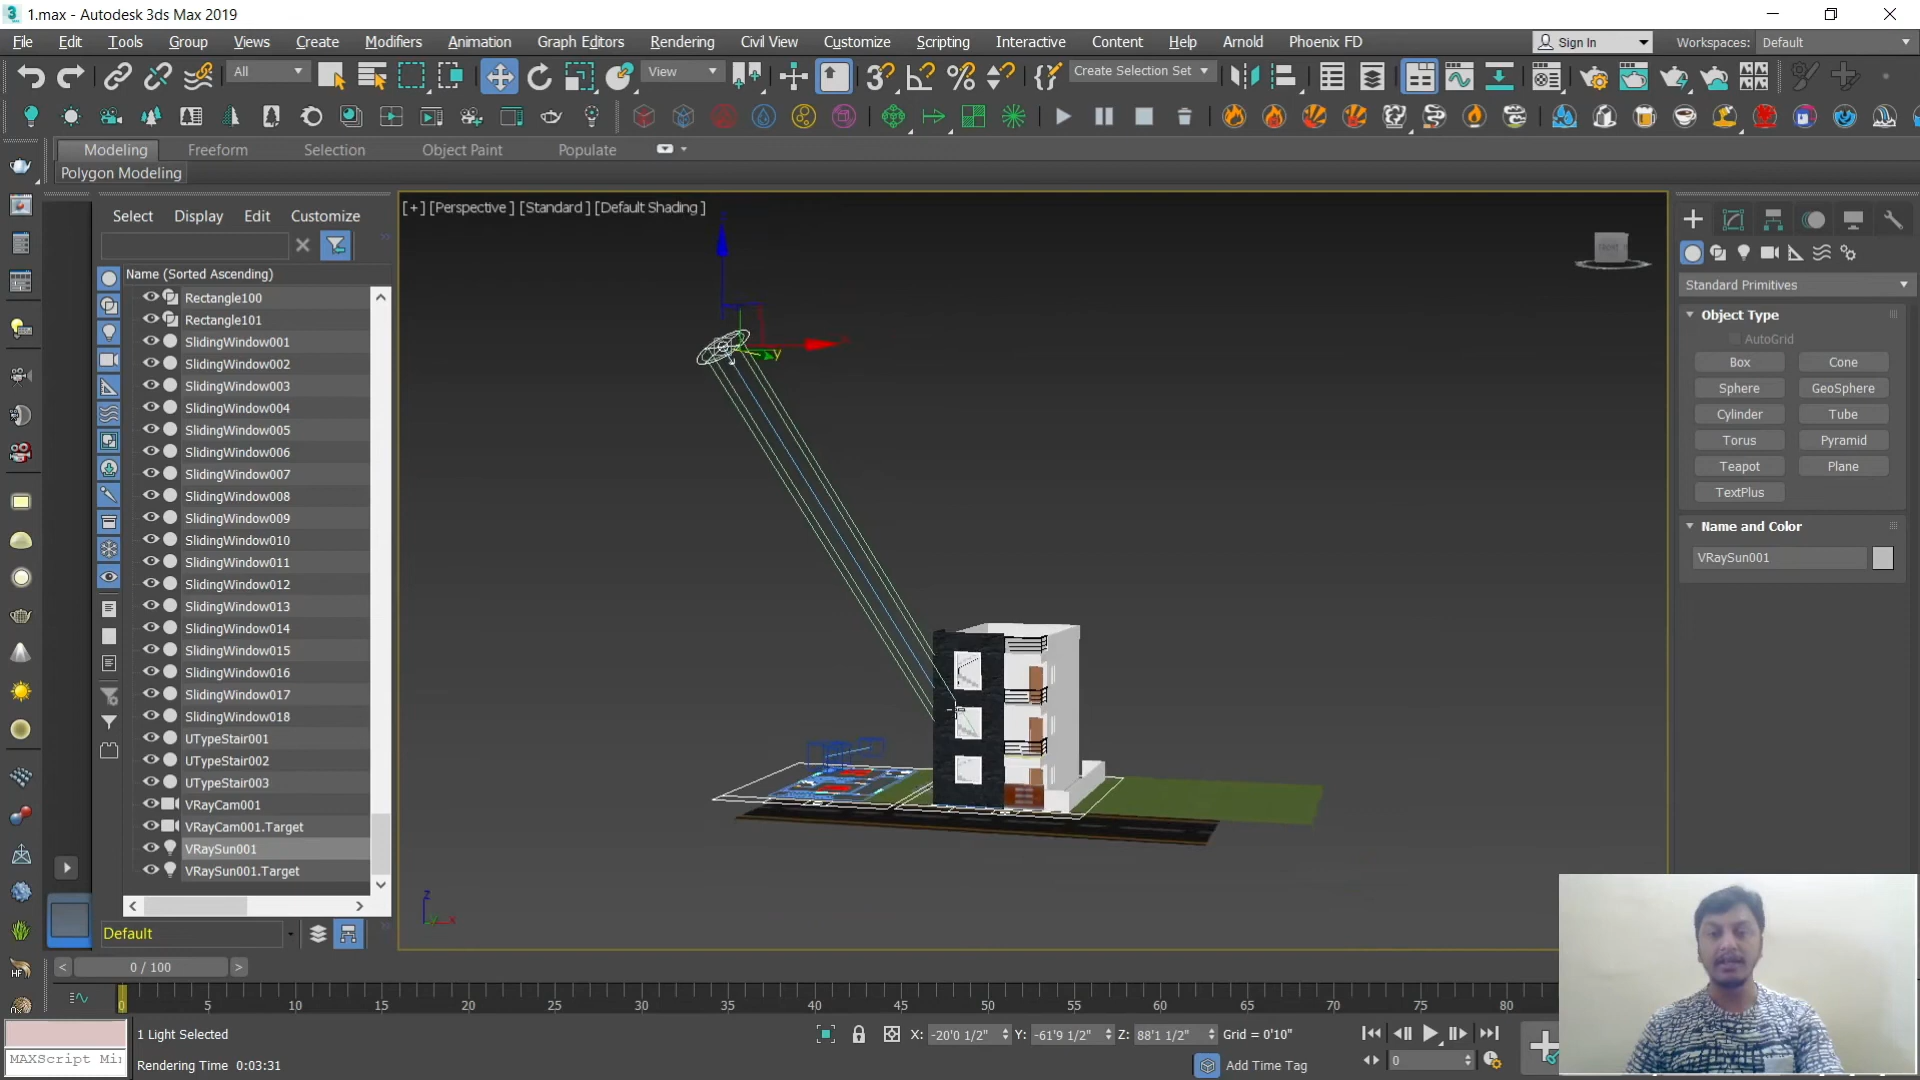 1.max - Autodesk 3ds Max 2019
File Edit Tools Group Views Create Modifiers Animation Graph Editors Rendering Civil View Customize Scripting Interactive Content Help Arnold Phoenix FD Sign In Workspaces: Default
All View Create Selection Set
Modeling Freeform Selection Object Paint Populate
Polygon Modeling
Select Display Edit Customize
[+] [Perspective] [Standard] [Default Shading]
Name (Sorted Ascending)
Rectangle100
Rectangle101
SlidingWindow001
SlidingWindow002
SlidingWindow003
SlidingWindow004
SlidingWindow005
SlidingWindow006
SlidingWindow007
SlidingWindow008
SlidingWindow009
SlidingWindow010
SlidingWindow011
SlidingWindow012
SlidingWindow013
SlidingWindow014
SlidingWindow015
SlidingWindow016
SlidingWindow017
SlidingWindow018
UTypeStair001
UTypeStair002
UTypeStair003
VRayCam001
VRayCam001.Target
VRaySun001
VRaySun001.Target
Default
y
z
x
Standard Primitives
Object Type
AutoGrid
Box Cone
Sphere GeoSphere
Cylinder Tube
Torus Pyramid
Teapot Plane
TextPlus
Name and Color
VRaySun001
< 0 / 100 >
0 5 10 15 20 25 30 35 40 45 50 55 60 65 70 75 80
1 Light Selected
X: -20'0 1/2" Y: -61'9 1/2" Z: 88'1 1/2" Grid = 0'10"
MAXScript Mi
Rendering Time 0:03:31
Add Time Tag
0